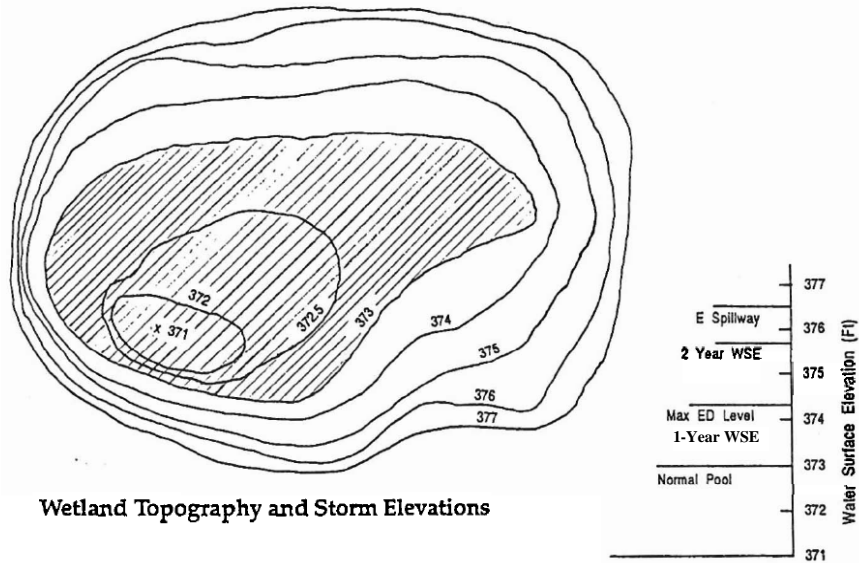 372
x 371
372.5
373
374
375
376
377
Wetland Topography and Storm Elevations
377
E Spillway
376
2 Year WSE
375
Max ED Level
374
1-Year WSE
373
Normal Pool
372
371
Water Surface Elevation (Ft)